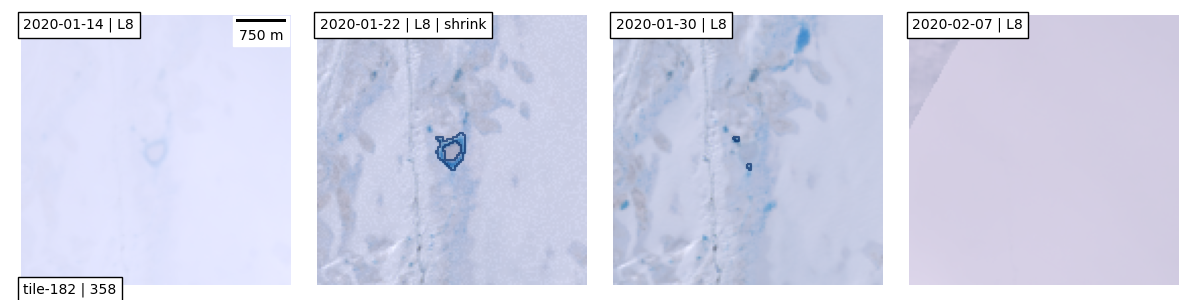 2020-01-14 | L8
750 m
2020-01-22 | L8 | shrink
2020-01-30 | L8
2020-02-07 | L8
tile-182 | 358